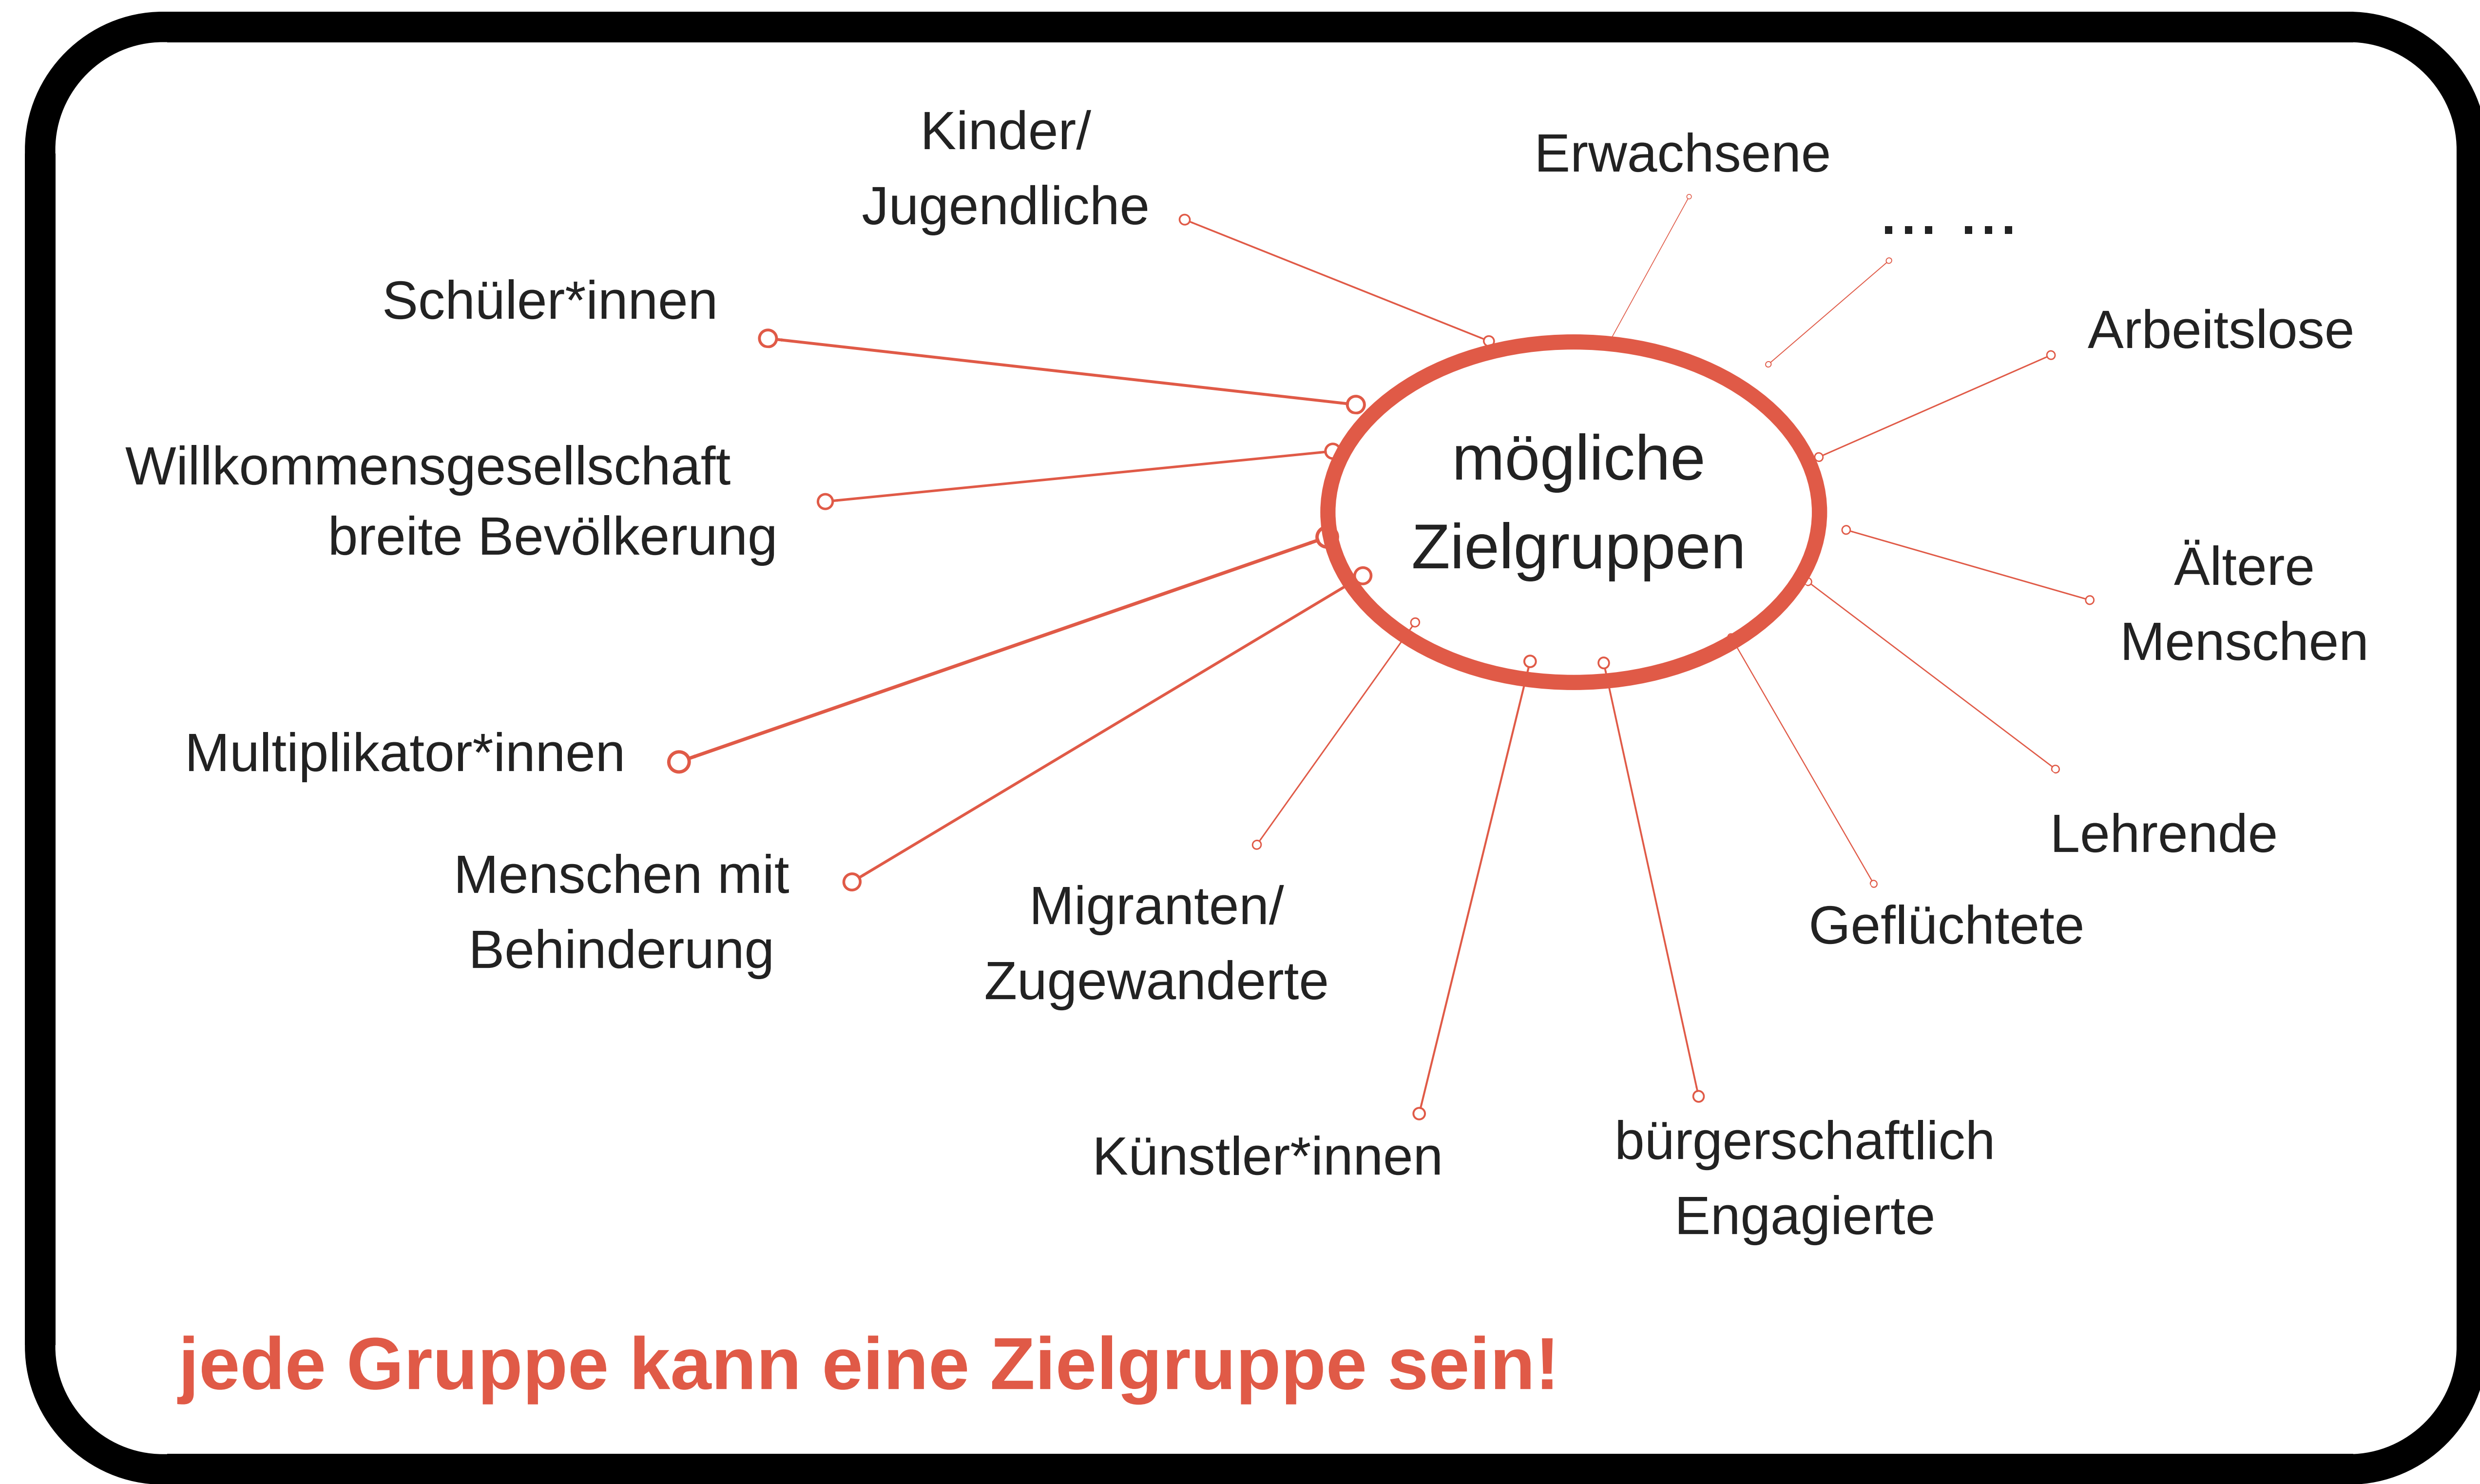 Kinder/
Jugendliche
Erwachsene
... ...
Schüler*innen
Arbeitslose
Willkommensgesellschaft
breite Bevölkerung
mögliche
Zielgruppen
Ältere
Menschen
Multiplikator*innen
Lehrende
Menschen mit
Behinderung
Migranten/
Zugewanderte
Geflüchtete
Künstler*innen
bürgerschaftlich
Engagierte
jede Gruppe kann eine Zielgruppe sein!